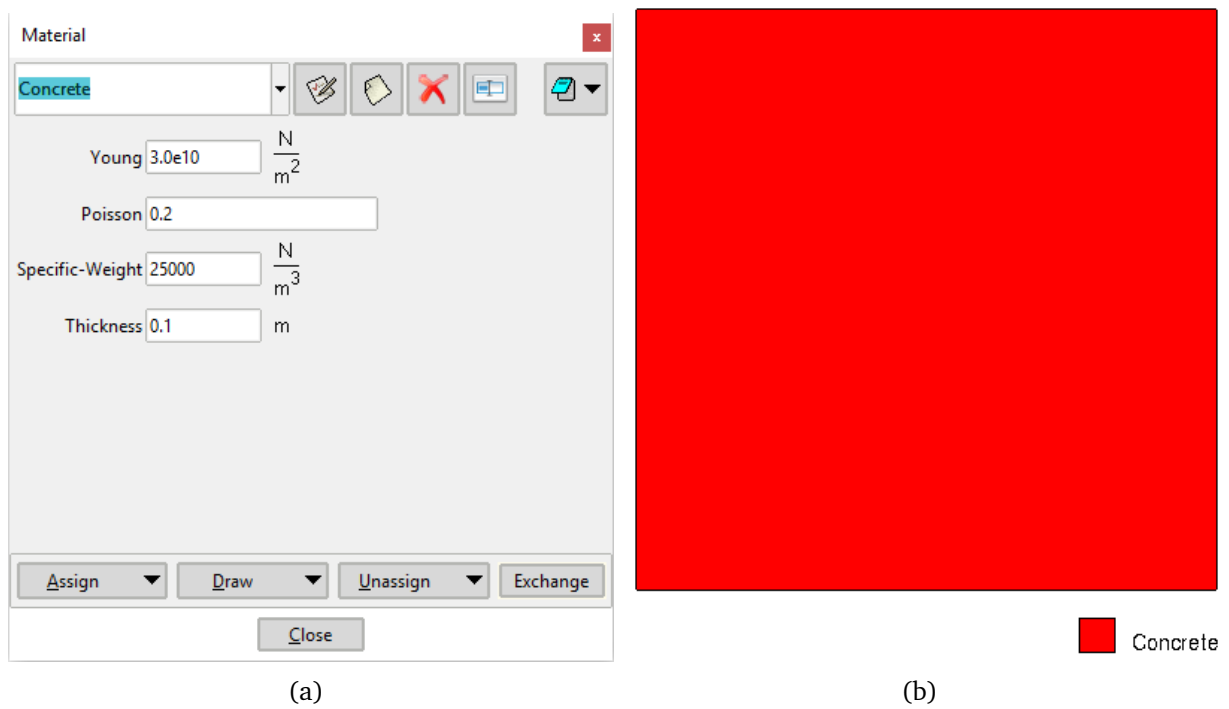 Material
x
Concrete
Young 3.0e10 N/m²
Poisson 0.2
Specific-Weight 25000 N/m³
Thickness 0.1 m
Assign Draw Unassign Exchange
Close
Concrete
(a) (b)